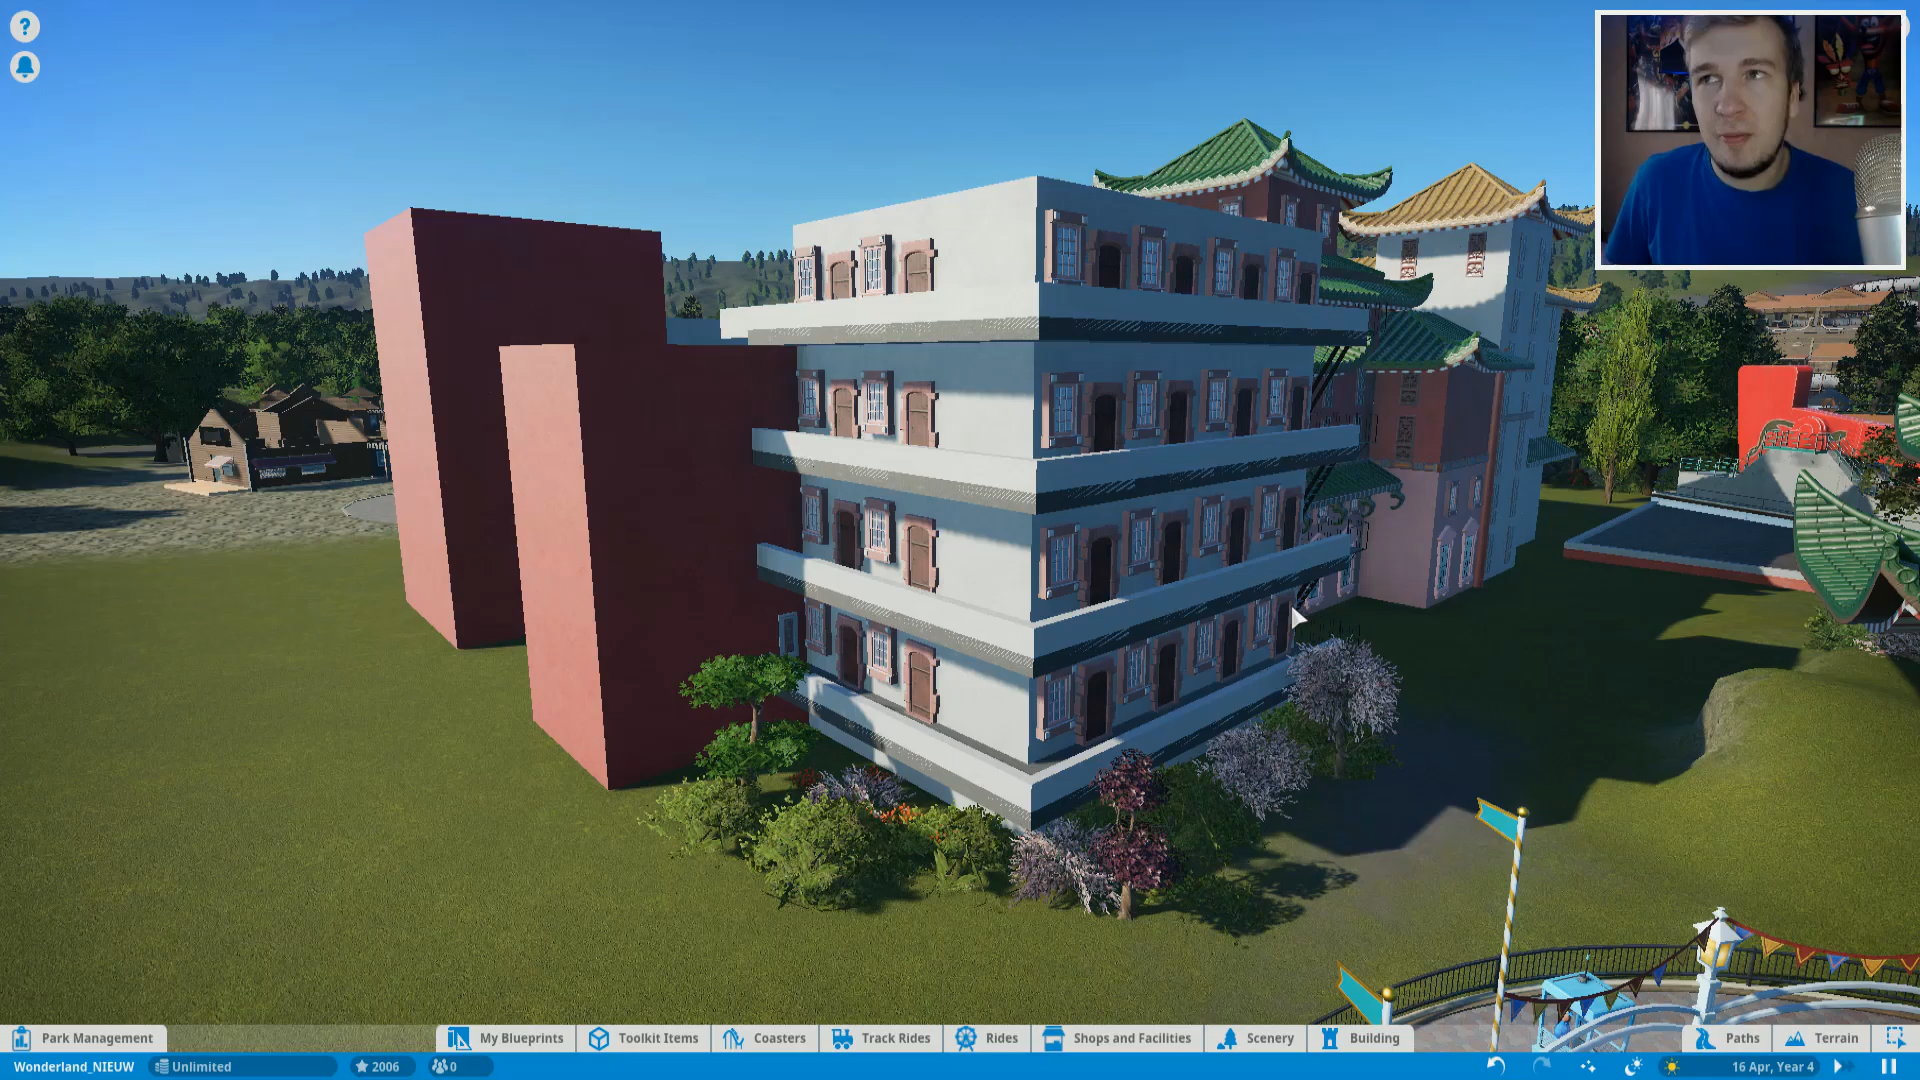 ?
Park Management
My Blueprints
Toolkit Items
Coasters
Track Rides
Rides
Shops and Facilities
Scenery
Building
Paths
Terrain
Wonderland_NIEUW
Unlimited
2006
0
16 Apr, Year 4